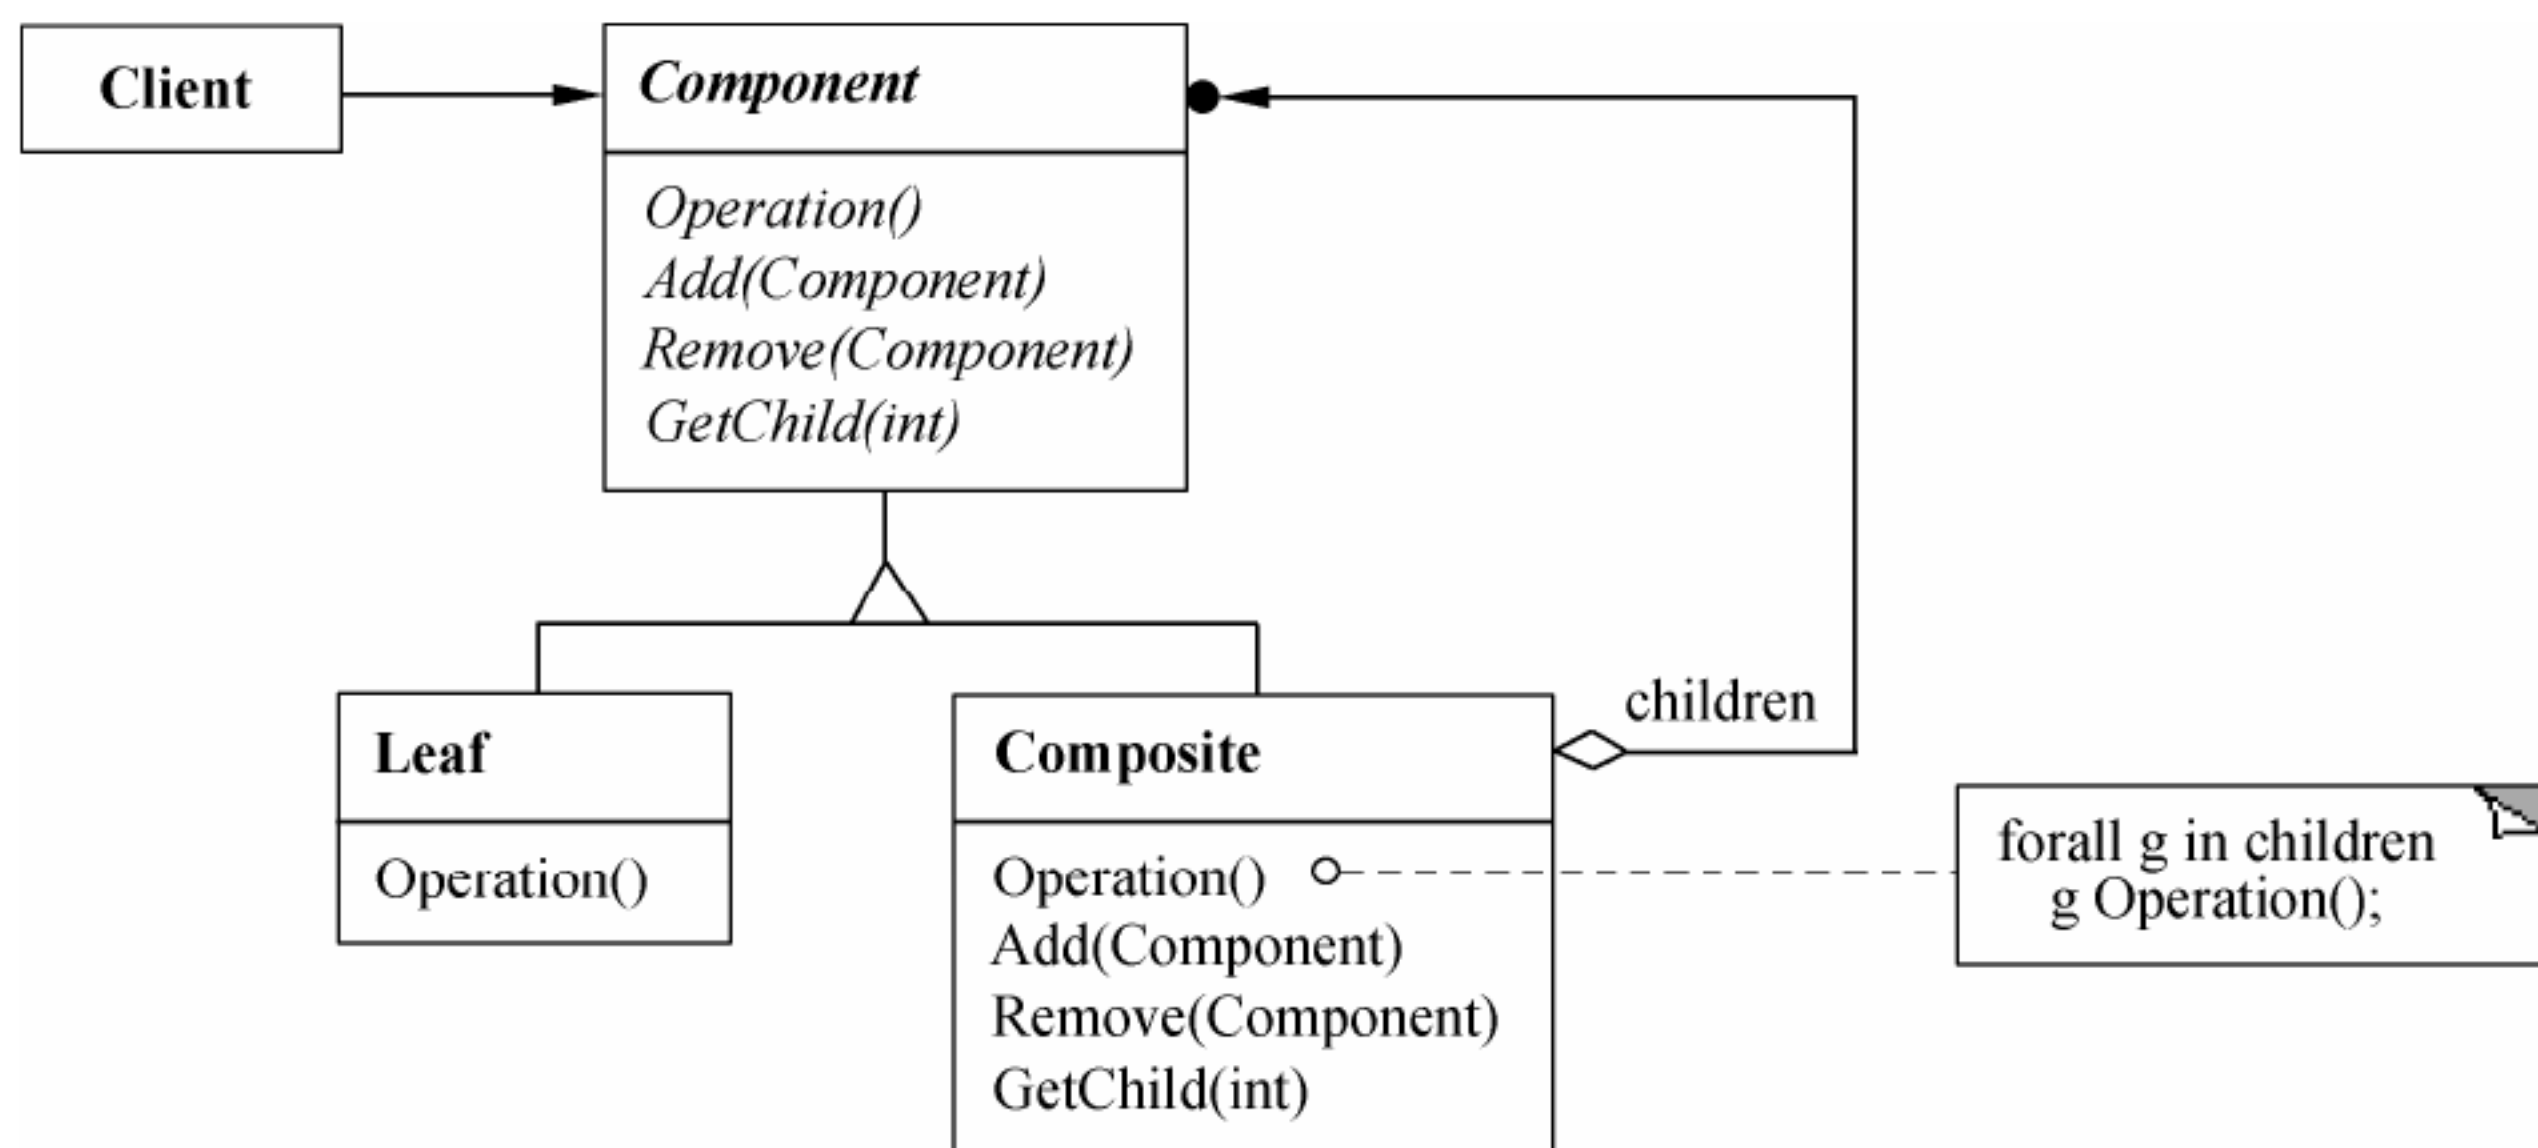 Client
Component
Operation()
Add(Component)
Remove(Component)
GetChild(int)
children
Leaf
Operation()
Composite
Operation()
Add(Component)
Remove(Component)
GetChild(int)
forall g in children
g Operation();